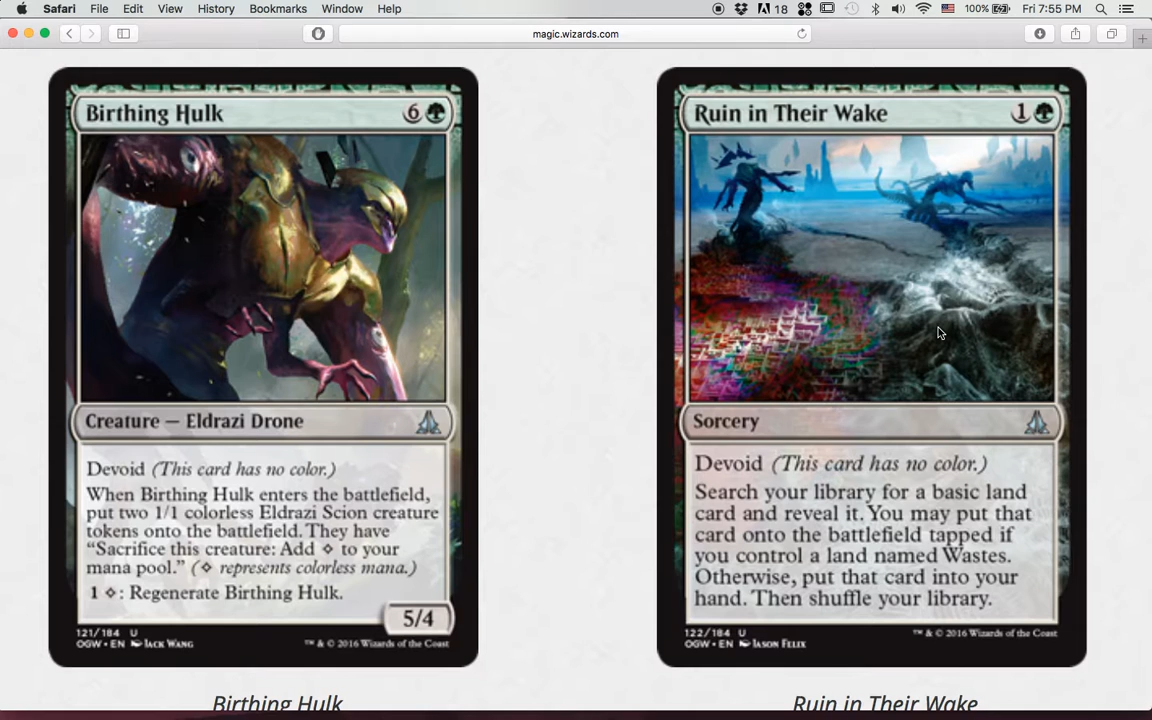 Safari File Edit View History Bookmarks Window Help 18 100% Fri 7:55 PM
magic.wizards.com
Birthing Hulk 6
Creature — Eldrazi Drone
Devoid (This card has no color.)
When Birthing Hulk enters the battlefield,
put two 1/1 colorless Eldrazi Scion creature
tokens onto the battlefield. They have
“Sacrifice this creature: Add ◇ to your
mana pool.” (◇ represents colorless mana.)
1 ◇: Regenerate Birthing Hulk.
5/4
121/184 U
OGW • EN Jack Wang
™ & © 2016 Wizards of the Coast
Birthing Hulk
Ruin in Their Wake 1
Sorcery
Devoid (This card has no color.)
Search your library for a basic land
card and reveal it. You may put that
card onto the battlefield tapped if
you control a land named Wastes.
Otherwise, put that card into your
hand. Then shuffle your library.
122/184 U
OGW • EN Jason Felix
™ & © 2016 Wizards of the Coast
Ruin in Their Wake